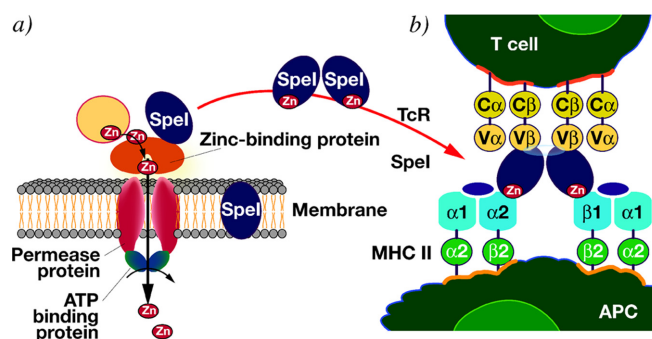 a)
b)
SpeI SpeI
Zn Zn
SpeI
Zn Zn
Zinc-binding protein
Zn
SpeI
Membrane
Permease
protein
ATP
binding
protein
Zn
Zn
T cell
Cα Cβ Cβ Cα
TcR
Vα Vβ Vβ Vα
SpeI
Zn Zn
α1 α2 β1 α1
MHC II
α2 β2 β2 α2
APC